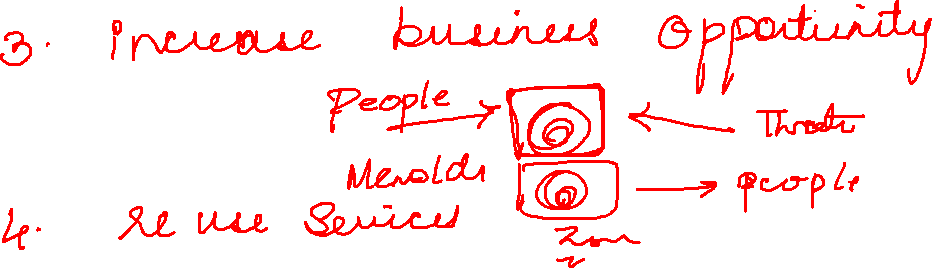 3. increase business opportunity
People
people
4. re use Services